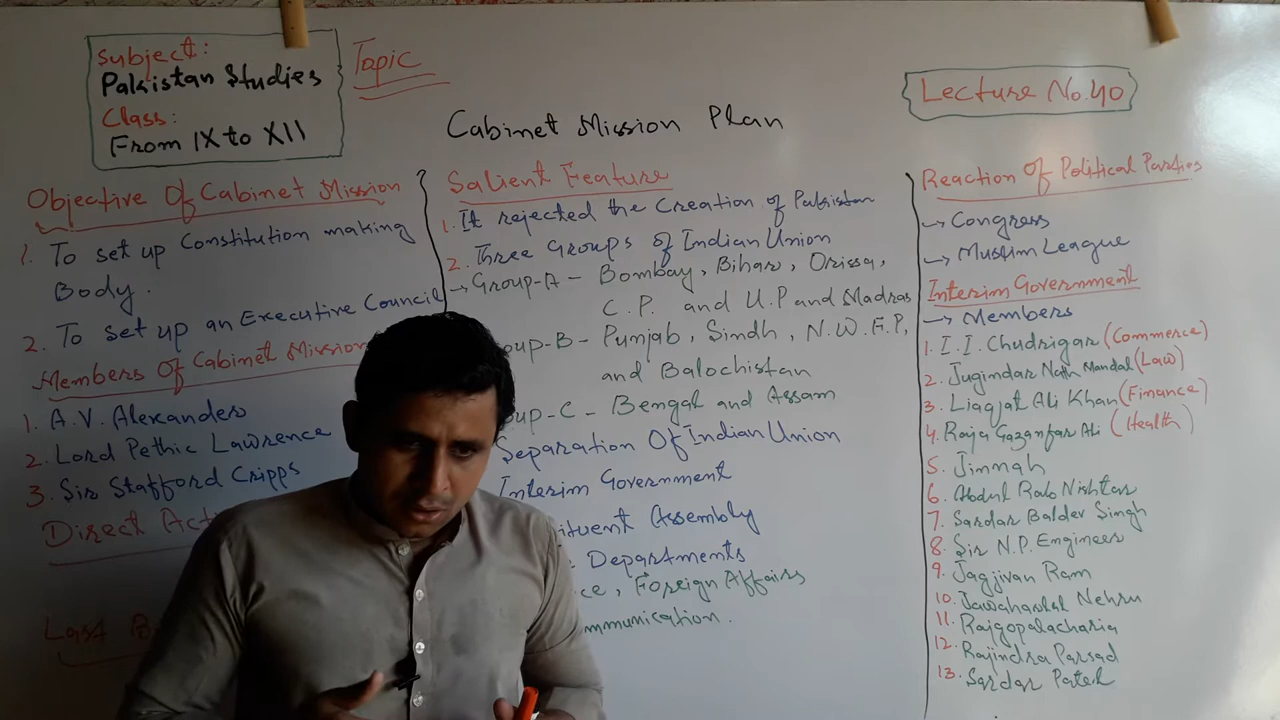 Subject:
Pakistan Studies
Class:
From IX to XII
Topic
Cabinet Mission Plan
Lecture No.40
Objective Of Cabinet Mission
1. To set up Constitution making
Body.
2. To set up an Executive Council
Members Of Cabinet Mission
1. A.V. Alexander
2. Lord Pethic Lawrence
3. Sir Stafford Cripps
Direct Acti
Last B
Salient Feature
1. It rejected the Creation of Pakistan
2. Three Groups of Indian Union
→ Group-A – Bombay, Bihar, Orissa,
C.P. and U.P and Madras
oup-B – Punjab, Sindh, N.W.F.P,
and Balochistan
oup-C – Bengal and Assam
Separation Of Indian Union
Interim Government
ituent Assembly
Departments
ce, Foreign Affairs
mmunication.
Reaction Of Political Parties
→ Congress
→ Muslim League
Interim Government
→ Members
1. I.I. Chudrigar (Commerce)
2. Jugindar Nath Mandal (Law)
3. Liaqat Ali Khan (Finance)
4. Raja Gazanfar Ali (Health)
5. Jinnah
6. Abdul Rab Nishtar
7. Sardar Baldev Singh
8. Sir N.P. Engineer
9. Jagjivan Ram
10. Jawaharlal Nehru
11. Rajgopalacharia
12. Rajindra Parsad
13. Sardar Patel